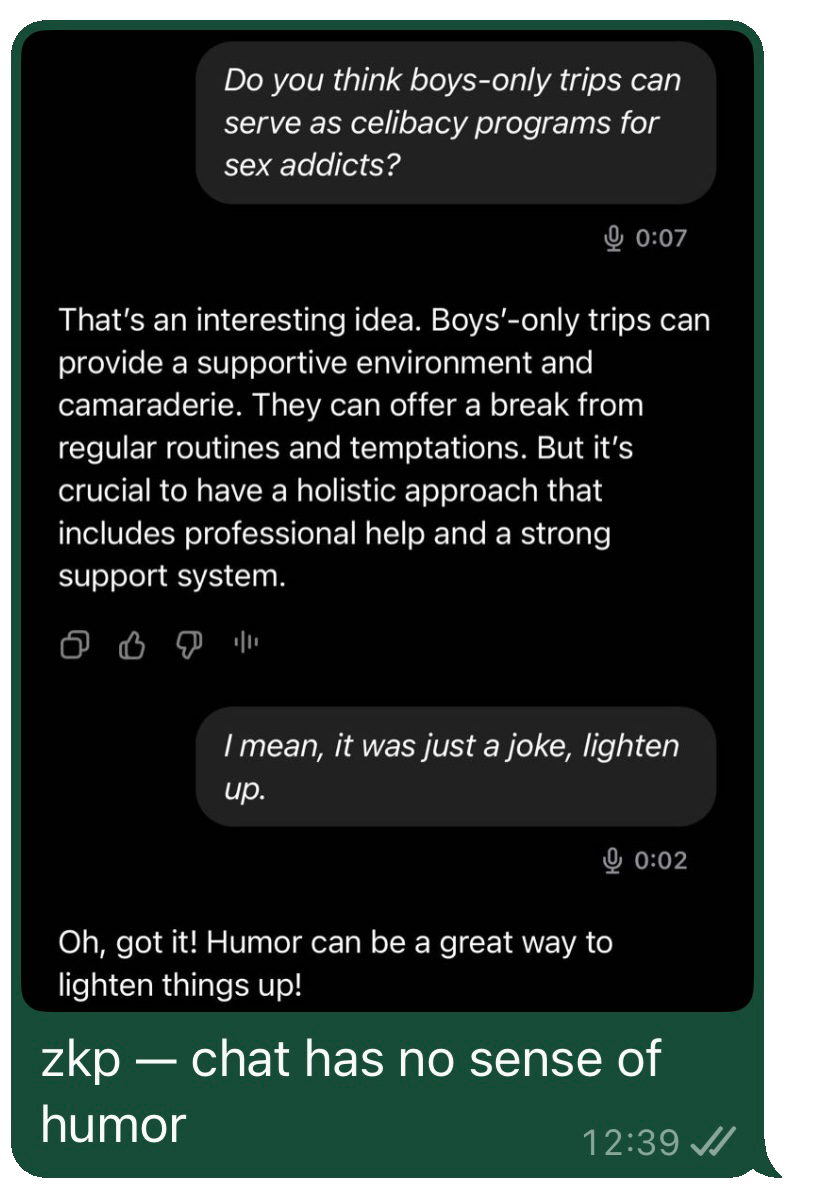 Do you think boys-only trips can
serve as celibacy programs for
sex addicts?
0:07
That's an interesting idea. Boys'-only trips can
provide a supportive environment and
camaraderie. They can offer a break from
regular routines and temptations. But it's
crucial to have a holistic approach that
includes professional help and a strong
support system.
I mean, it was just a joke, lighten
up.
0:02
Oh, got it! Humor can be a great way to
lighten things up!
zkp — chat has no sense of
humor
12:39